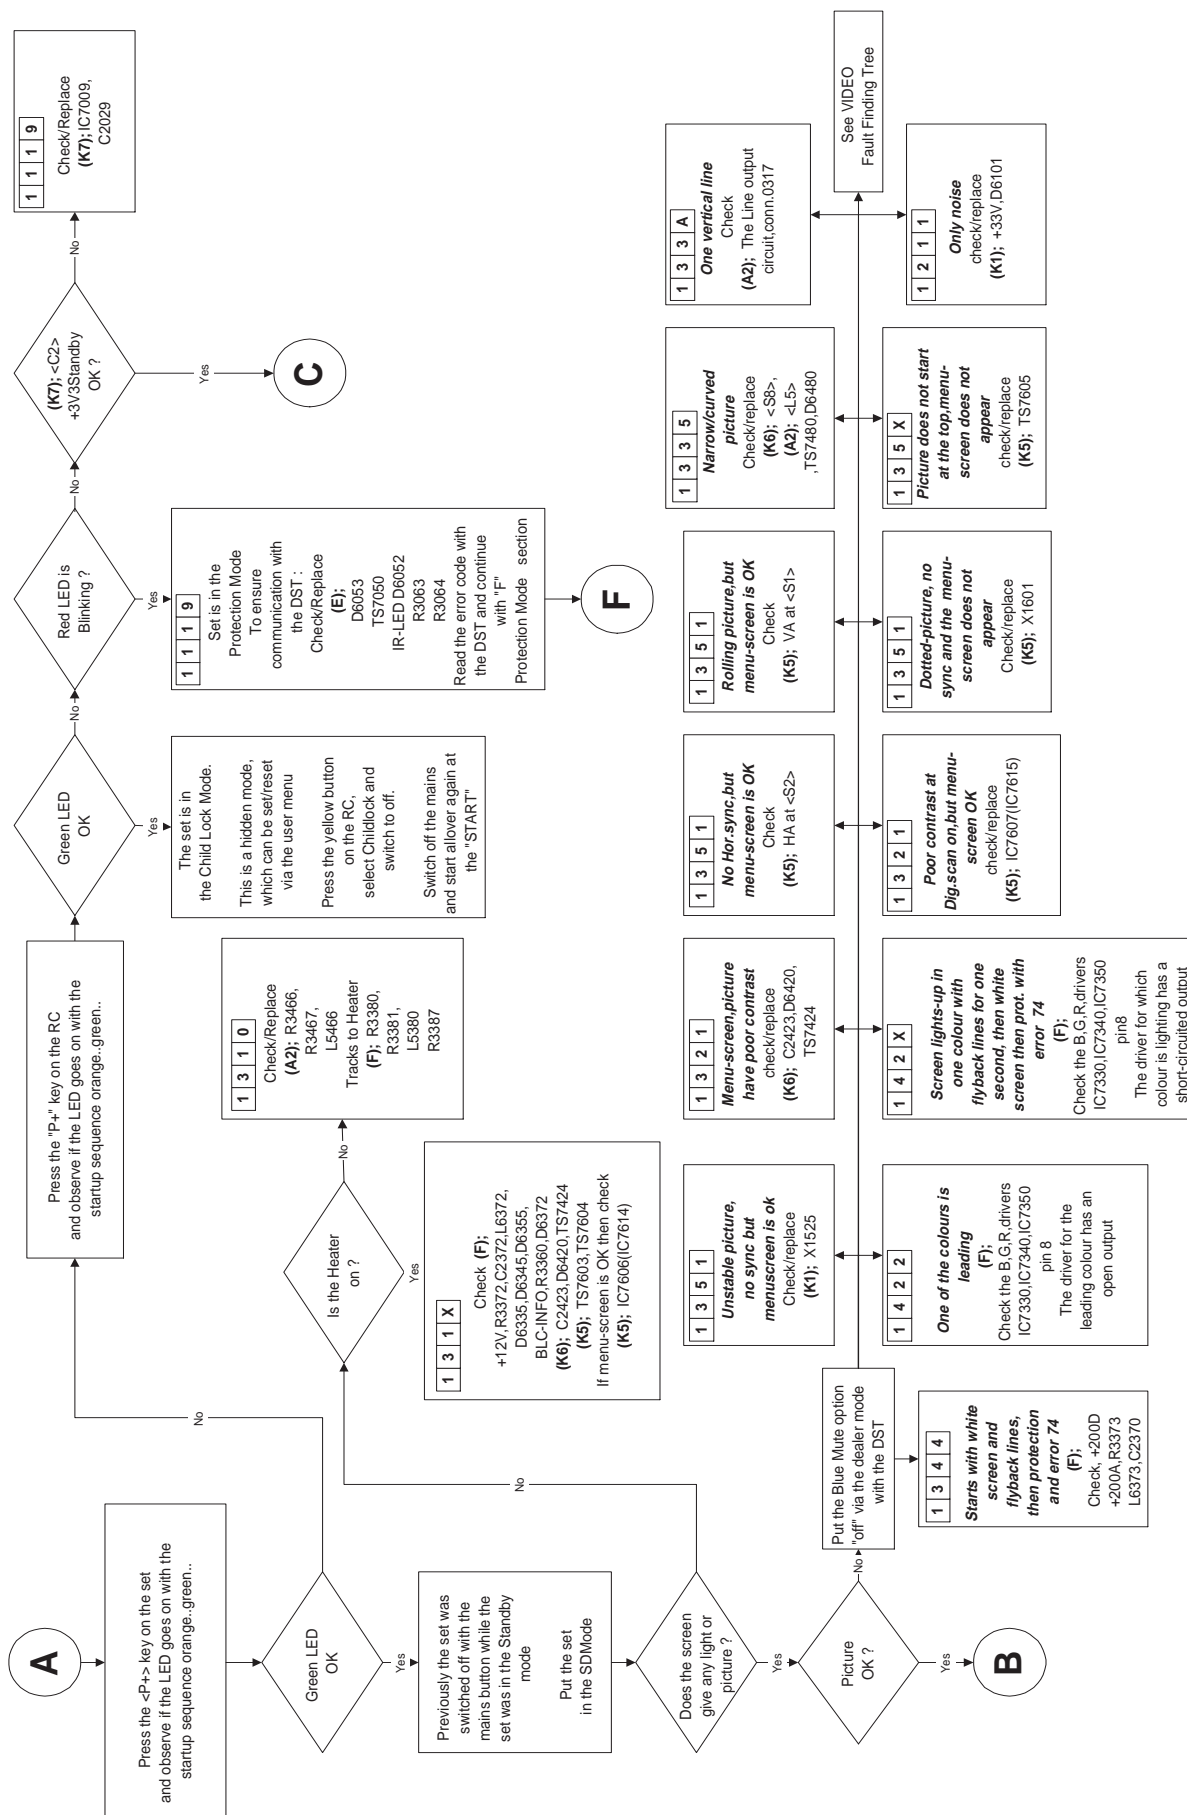 A
Press the <P+> key on the set
and observe if the LED goes on with the
startup sequence orange..green..
Green LED
OK
No
Yes
Previously the set was
switched off with the
mains button while the
set was in the Standby
mode
Put the set
in the SDMode
Does the screen
give any light or
picture ?
No
Yes
Picture
OK ?
No
Yes
B
Press the "P+" key on the RC
and observe if the LED goes on with the
startup sequence orange..green..
Green LED
OK
No
Yes
The set is in
the Child Lock Mode.
This is a hidden mode,
which can be set/reset
via the user menu
Press the yellow button
on the RC,
select Childlock and
switch to off.
Switch off the mains
and start allover again at
the "START"
Red LED is
Blinking ?
No
Yes
1 1 1 9
Set is in the
Protection Mode
To ensure
communication with
the DST :
Check/Replace
(E);
D6053
TS7050
IR-LED D6052
R3063
R3064
Read the error code with
the DST and continue
with "F"
Protection Mode section
F
(K7); <C2>
+3V3Standby
OK ?
No
Yes
C
1 1 1 9
Check/Replace
(K7); IC7009,
C2029
Is the Heater
on ?
No
Yes
1 3 1 0
Check/Replace
(A2); R3466,
R3467,
L5466
Tracks to Heater
(F); R3380,
R3381,
L5380
R3387
1 3 1 X
Check (F);
+12V,R3372,C2372,L6372,
D6335,D6345,D6355,
BLC-INFO,R3360,D6372
(K6); C2423,D6420,TS7424
(K5); TS7603,TS7604
If menu-screen is OK then check
(K5); IC7606(IC7614)
Put the Blue Mute option
"off" via the dealer mode
with the DST
1 3 4 4
Starts with white
screen and
flyback lines,
then protection
and error 74
(F);
Check, +200D
+200A,R3373
L6373,C2370
1 3 5 1
Unstable picture,
no sync but
menuscreen is ok
Check/replace
(K1); X1525
1 4 2 2
One of the colours is
leading
(F);
Check the B,G,R,drivers
IC7330,IC7340,IC7350
pin 8
The driver for the
leading colour has an
open output
1 3 2 1
Menu-screen,picture
have poor contrast
check/replace
(K6); C2423,D6420,
TS7424
1 4 2 X
Screen lights-up in
one colour with
flyback lines for one
second, then white
screen then prot. with
error 74
(F);
Check the B,G,R,drivers
IC7330,IC7340,IC7350
pin8
The driver for which
colour is lighting has a
short-circuited output
1 3 5 1
No Hor.sync,but
menu-screen is OK
Check
(K5); HA at <S2>
1 3 2 1
Poor contrast at
Dig.scan on,but menu-
screen OK
check/replace
(K5); IC7607(IC7615)
1 3 5 1
Rolling picture,but
menu-screen is OK
Check
(K5); VA at <S1>
1 3 5 1
Dotted-picture, no
sync and the menu-
screen does not
appear
Check/replace
(K5); X1601
1 3 3 5
Narrow/curved
picture
Check/replace
(K6); <S8>,
(A2); <L5>
,TS7480,D6480
1 3 5 X
Picture does not start
at the top,menu-
screen does not
appear
check/replace
(K5); TS7605
1 3 3 A
One vertical line
Check
(A2); The Line output
circuit,conn.0317
1 2 1 1
Only noise
check/replace
(K1); +33V,D6101
See VIDEO
Fault Finding Tree